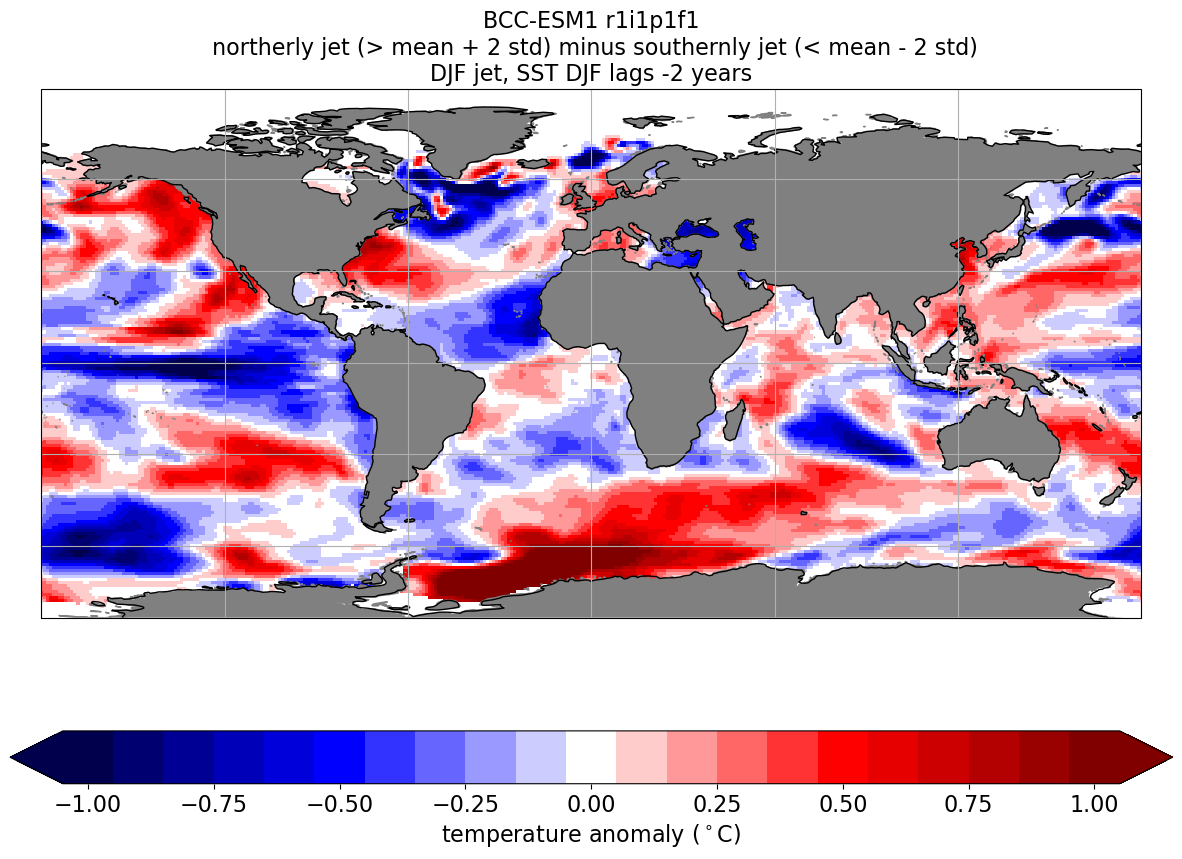 BCC-ESM1 r1i1p1f1
northerly jet (> mean + 2 std) minus southernly jet (< mean - 2 std)
DJF jet, SST DJF lags -2 years
−1.00 −0.75 −0.50 −0.25 0.00 0.25 0.50 0.75 1.00
temperature anomaly (°C)